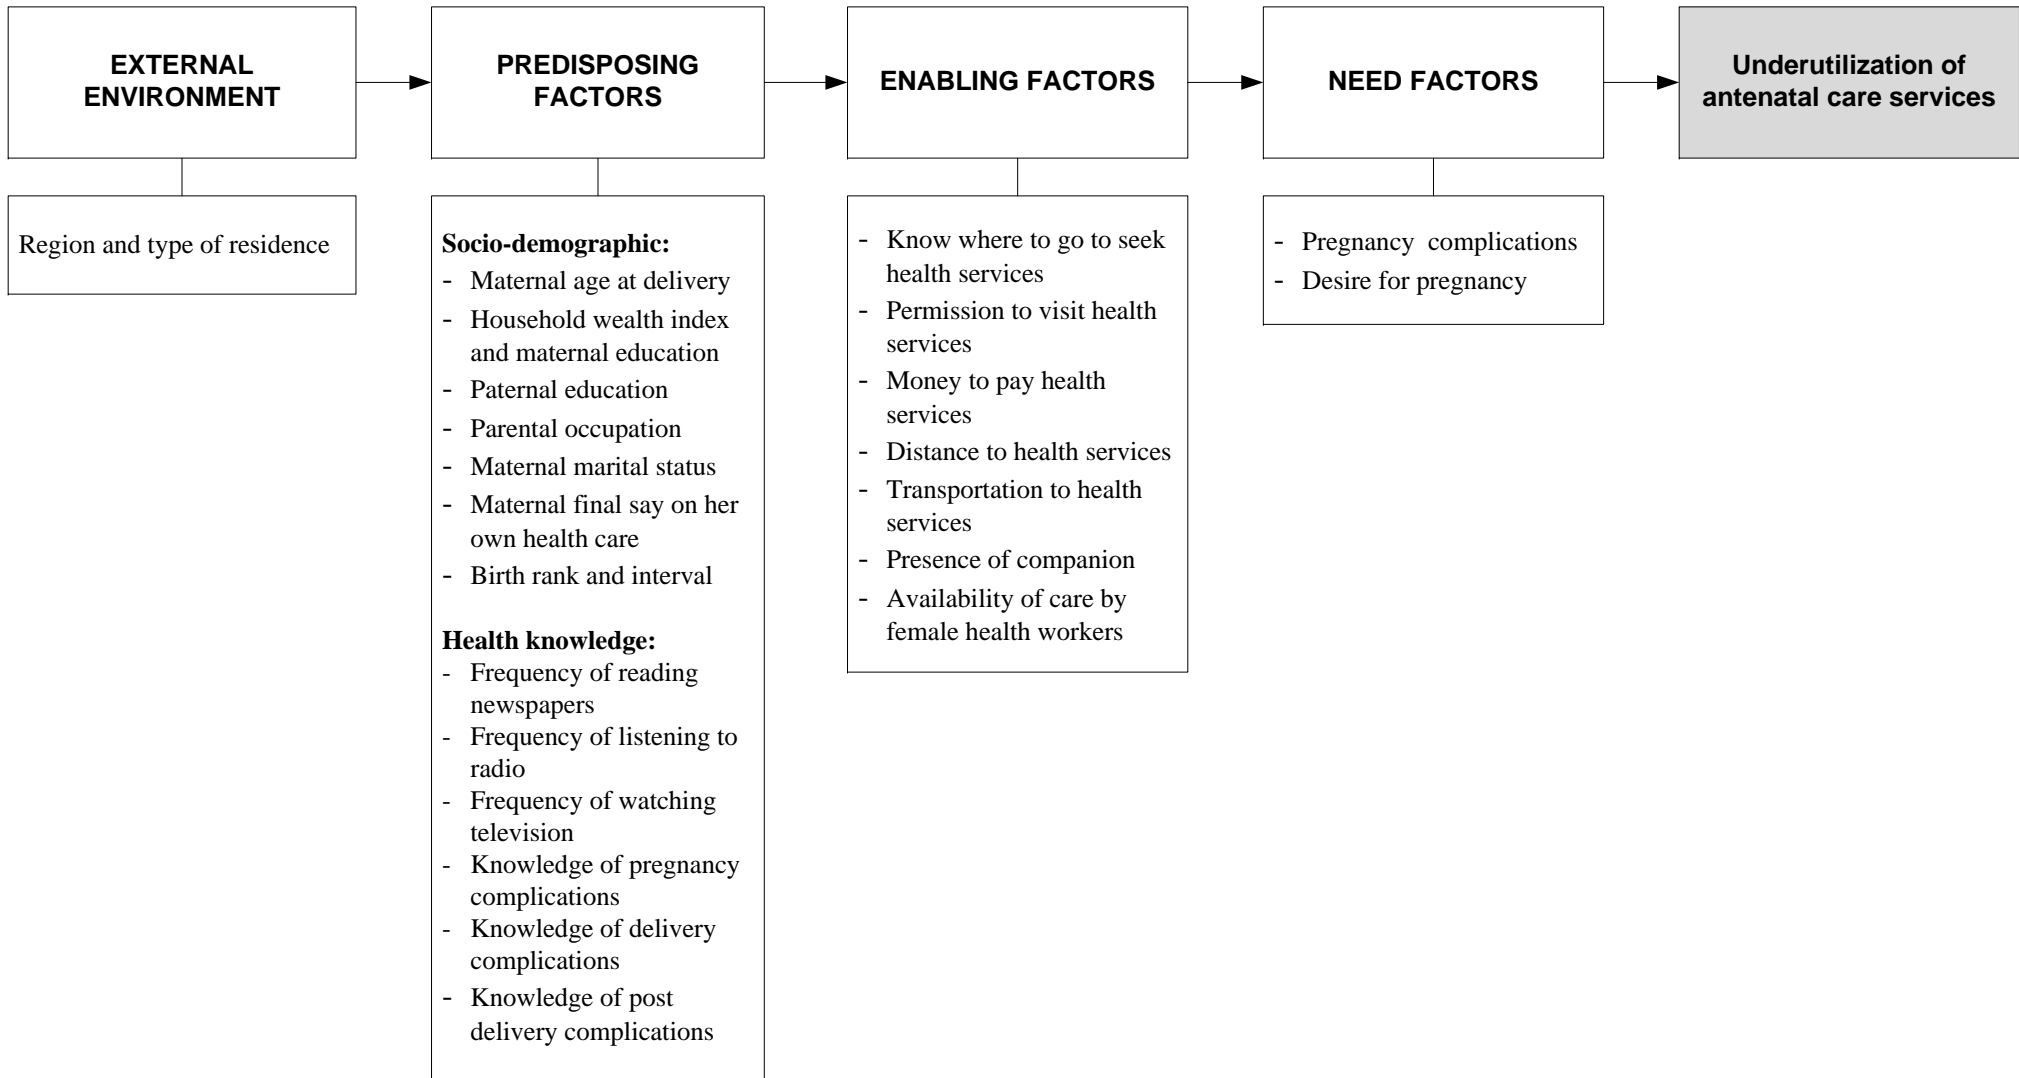 EXTERNAL
ENVIRONMENT
PREDISPOSING
FACTORS
ENABLING FACTORS
NEED FACTORS
Underutilization of
antenatal care services
Region and type of residence
Socio-demographic:
- Maternal age at delivery
- Household wealth index
and maternal education
- Paternal education
- Parental occupation
- Maternal marital status
- Maternal final say on her
own health care
- Birth rank and interval
Health knowledge:
- Frequency of reading
newspapers
- Frequency of listening to
radio
- Frequency of watching
television
- Knowledge of pregnancy
complications
- Knowledge of delivery
complications
- Knowledge of post
delivery complications
- Know where to go to seek
health services
- Permission to visit health
services
- Money to pay health
services
- Distance to health services
- Transportation to health
services
- Presence of companion
- Availability of care by
female health workers
- Pregnancy complications
- Desire for pregnancy